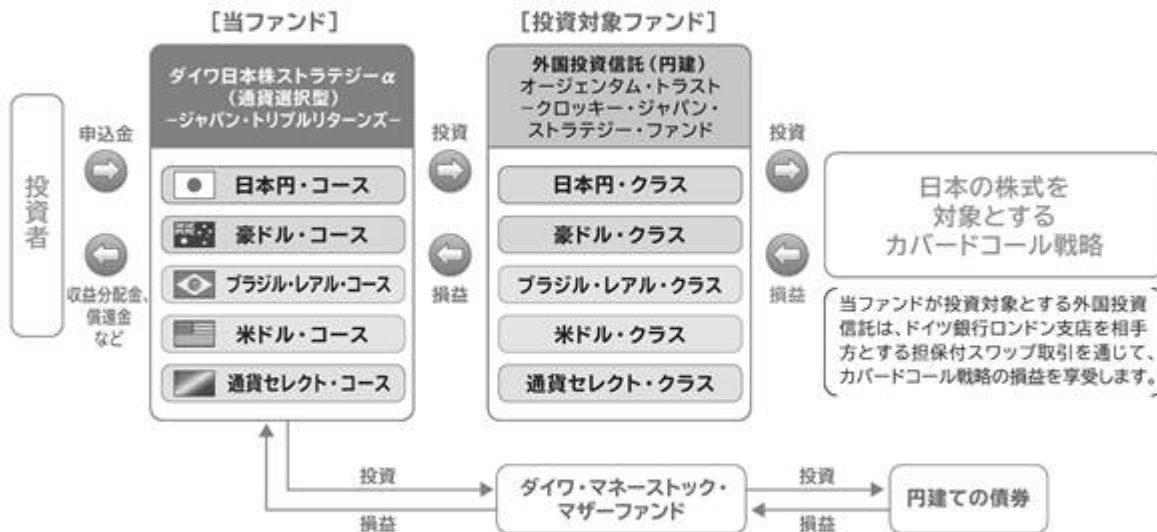 [当ファンド]
[投資対象ファンド]
投資者
申込金
収益分配金、
償還金
など
ダイワ日本株ストラテジーα
（通貨選択型）
－ジャパン・トリプルリターンズ－
日本円・コース
豪ドル・コース
ブラジル・レアル・コース
米ドル・コース
通貨セレクト・コース
投資
損益
外国投資信託（円建）
オージェンタム・トラスト
－クロッキー・ジャパン・
ストラテジー・ファンド
日本円・クラス
豪ドル・クラス
ブラジル・レアル・クラス
米ドル・クラス
通貨セレクト・クラス
投資
損益
日本の株式を
対象とする
カバードコール戦略
当ファンドが投資対象とする外国投資
信託は、ドイツ銀行ロンドン支店を相手
方とする担保付スワップ取引を通じて、
カバードコール戦略の損益を享受します。
投資
損益
ダイワ・マネーストック・
マザーファンド
投資
損益
円建ての債券